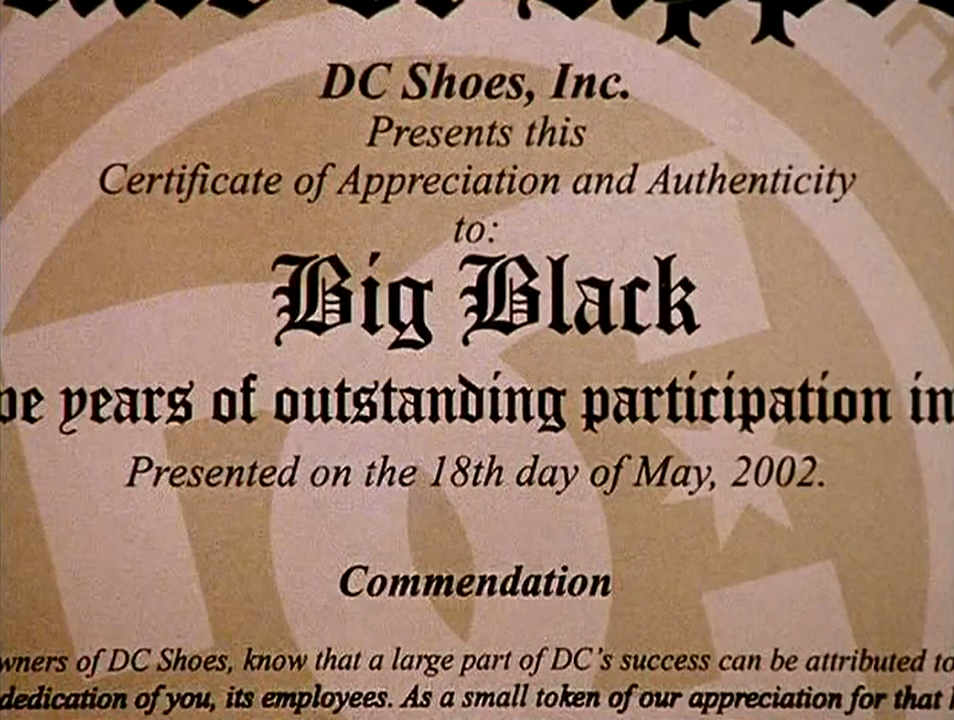 DC Shoes, Inc.
Presents this
Certificate of Appreciation and Authenticity
to:
Big Black
years of outstanding participation in
Presented on the 18th day of May, 2002.
Commendation
of DC Shoes, know that a large part of DC's success can be attributed to
dedication of you, its employees. As a small token of our appreciation for that